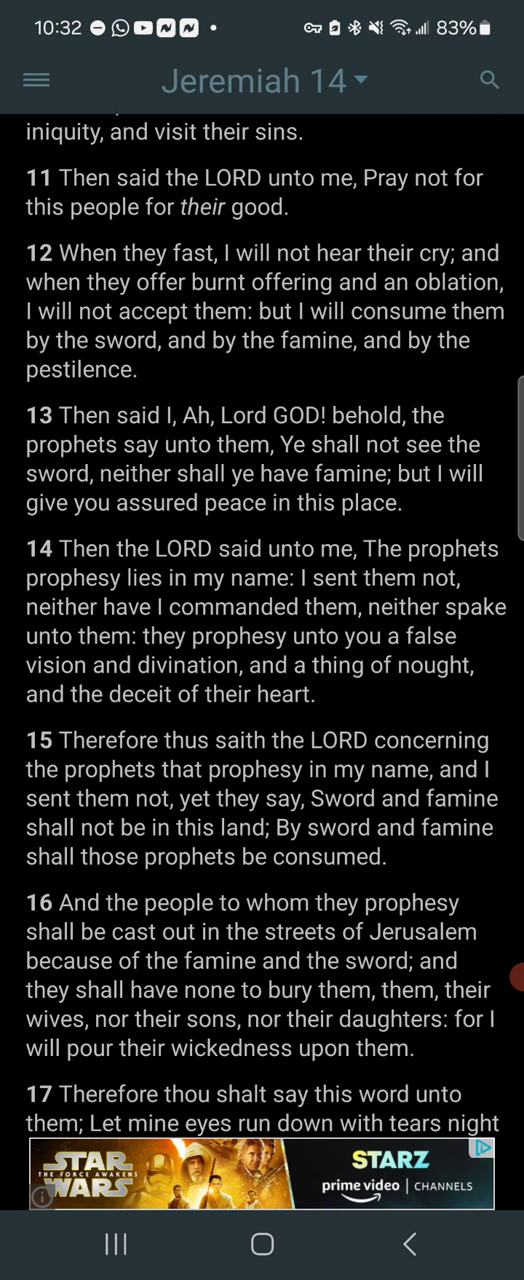 10:32
83%
Jeremiah 14
iniquity, and visit their sins.
11 Then said the LORD unto me, Pray not for
this people for their good.
12 When they fast, I will not hear their cry; and
when they offer burnt offering and an oblation,
I will not accept them: but I will consume them
by the sword, and by the famine, and by the
pestilence.
13 Then said I, Ah, Lord GOD! behold, the
prophets say unto them, Ye shall not see the
sword, neither shall ye have famine; but I will
give you assured peace in this place.
14 Then the LORD said unto me, The prophets
prophesy lies in my name: I sent them not,
neither have I commanded them, neither spake
unto them: they prophesy unto you a false
vision and divination, and a thing of nought,
and the deceit of their heart.
15 Therefore thus saith the LORD concerning
the prophets that prophesy in my name, and I
sent them not, yet they say, Sword and famine
shall not be in this land; By sword and famine
shall those prophets be consumed.
16 And the people to whom they prophesy
shall be cast out in the streets of Jerusalem
because of the famine and the sword; and
they shall have none to bury them, them, their
wives, nor their sons, nor their daughters: for I
will pour their wickedness upon them.
17 Therefore thou shalt say this word unto
them; Let mine eyes run down with tears night
STAR
THE FORCE AWAKENS
WARS
STARZ
prime video | CHANNELS